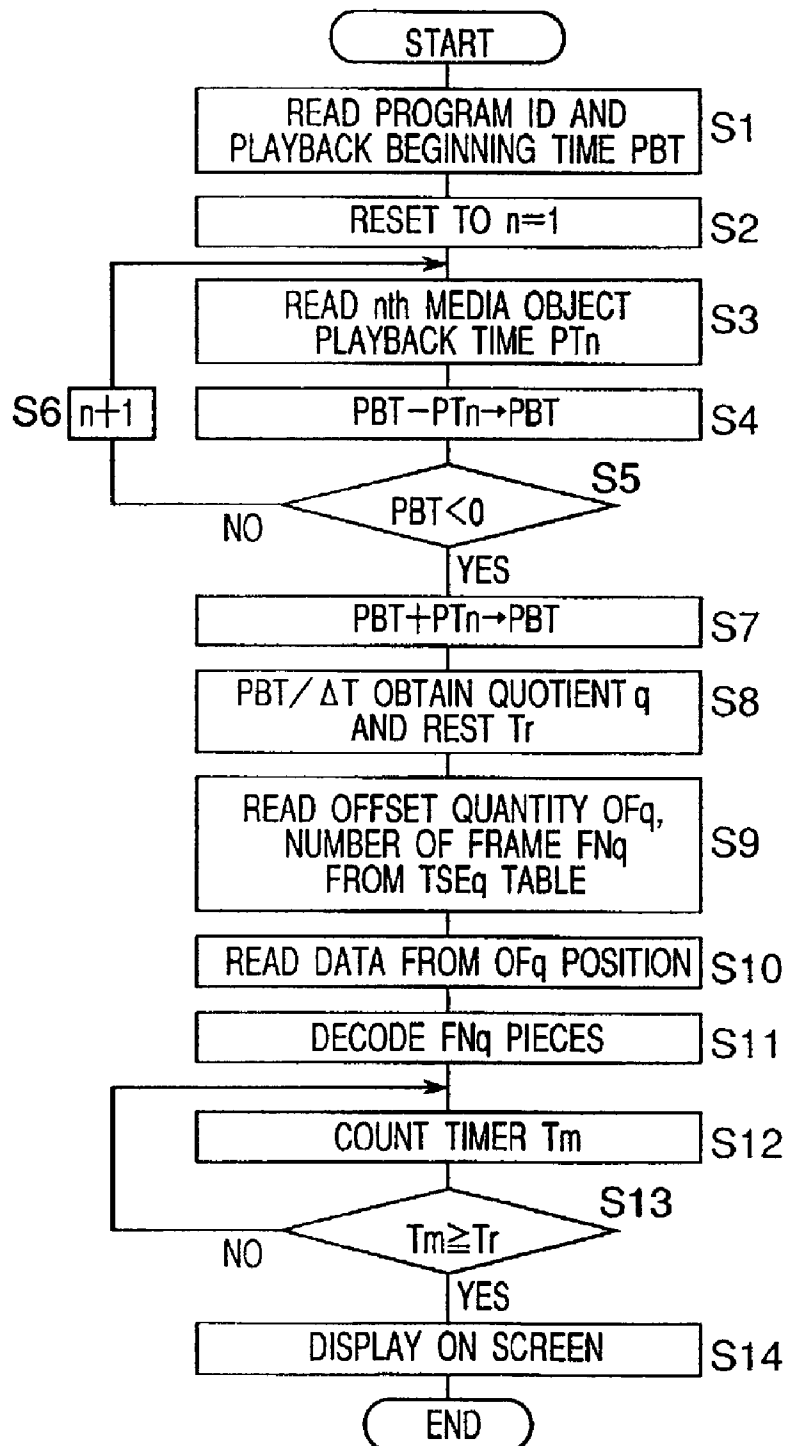 START
READ PROGRAM ID AND
PLAYBACK BEGINNING TIME PBT
S1
RESET TO n=1
S2
READ nth MEDIA OBJECT
PLAYBACK TIME PTn
S3
S6
n+1
PBT-PTn→PBT
S4
S5
PBT<0
NO
YES
PBT+PTn→PBT
S7
PBT/ΔT OBTAIN QUOTIENT q
AND REST Tr
S8
READ OFFSET QUANTITY OFq,
NUMBER OF FRAME FNq
FROM TSEq TABLE
S9
READ DATA FROM OFq POSITION
S10
DECODE FNq PIECES
S11
COUNT TIMER Tm
S12
S13
Tm≧Tr
NO
YES
DISPLAY ON SCREEN
S14
END